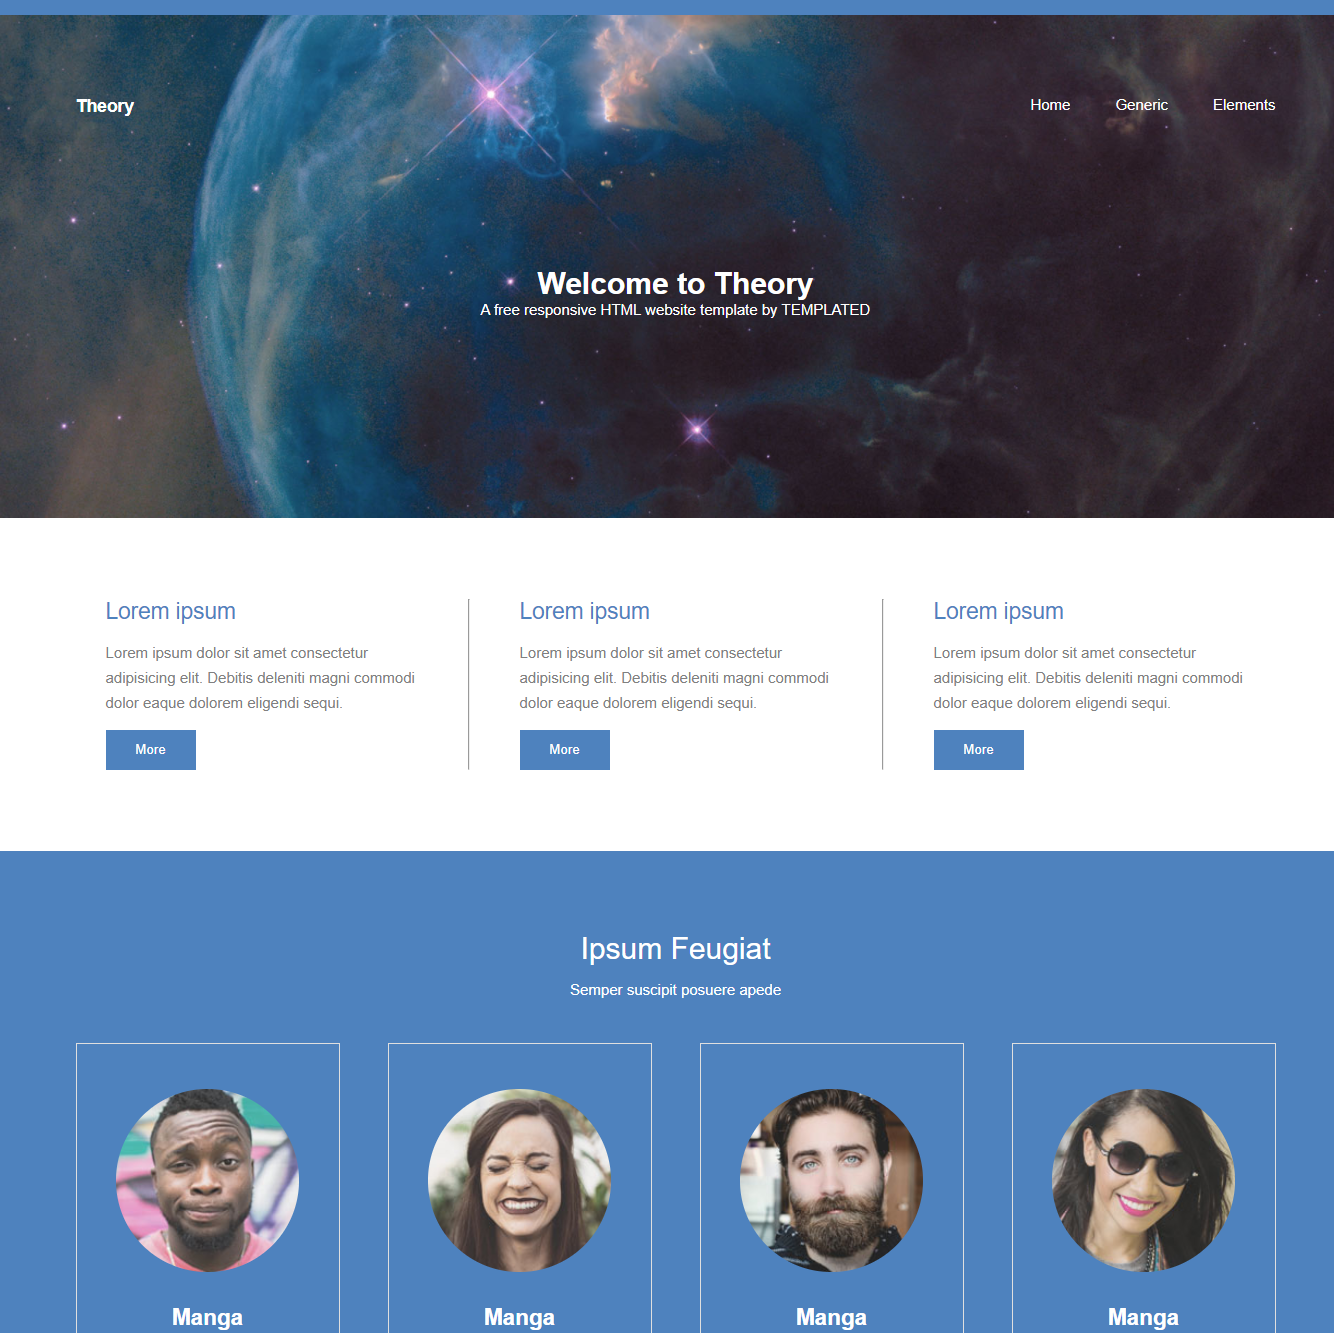 Theory
Home Generic Elements
Welcome to Theory
A free responsive HTML website template by TEMPLATED
Lorem ipsum
Lorem ipsum dolor sit amet consectetur
adipisicing elit. Debitis deleniti magni commodi
dolor eaque dolorem eligendi sequi.
More
Lorem ipsum
Lorem ipsum dolor sit amet consectetur
adipisicing elit. Debitis deleniti magni commodi
dolor eaque dolorem eligendi sequi.
More
Lorem ipsum
Lorem ipsum dolor sit amet consectetur
adipisicing elit. Debitis deleniti magni commodi
dolor eaque dolorem eligendi sequi.
More
Ipsum Feugiat
Semper suscipit posuere apede
Manga
Manga
Manga
Manga